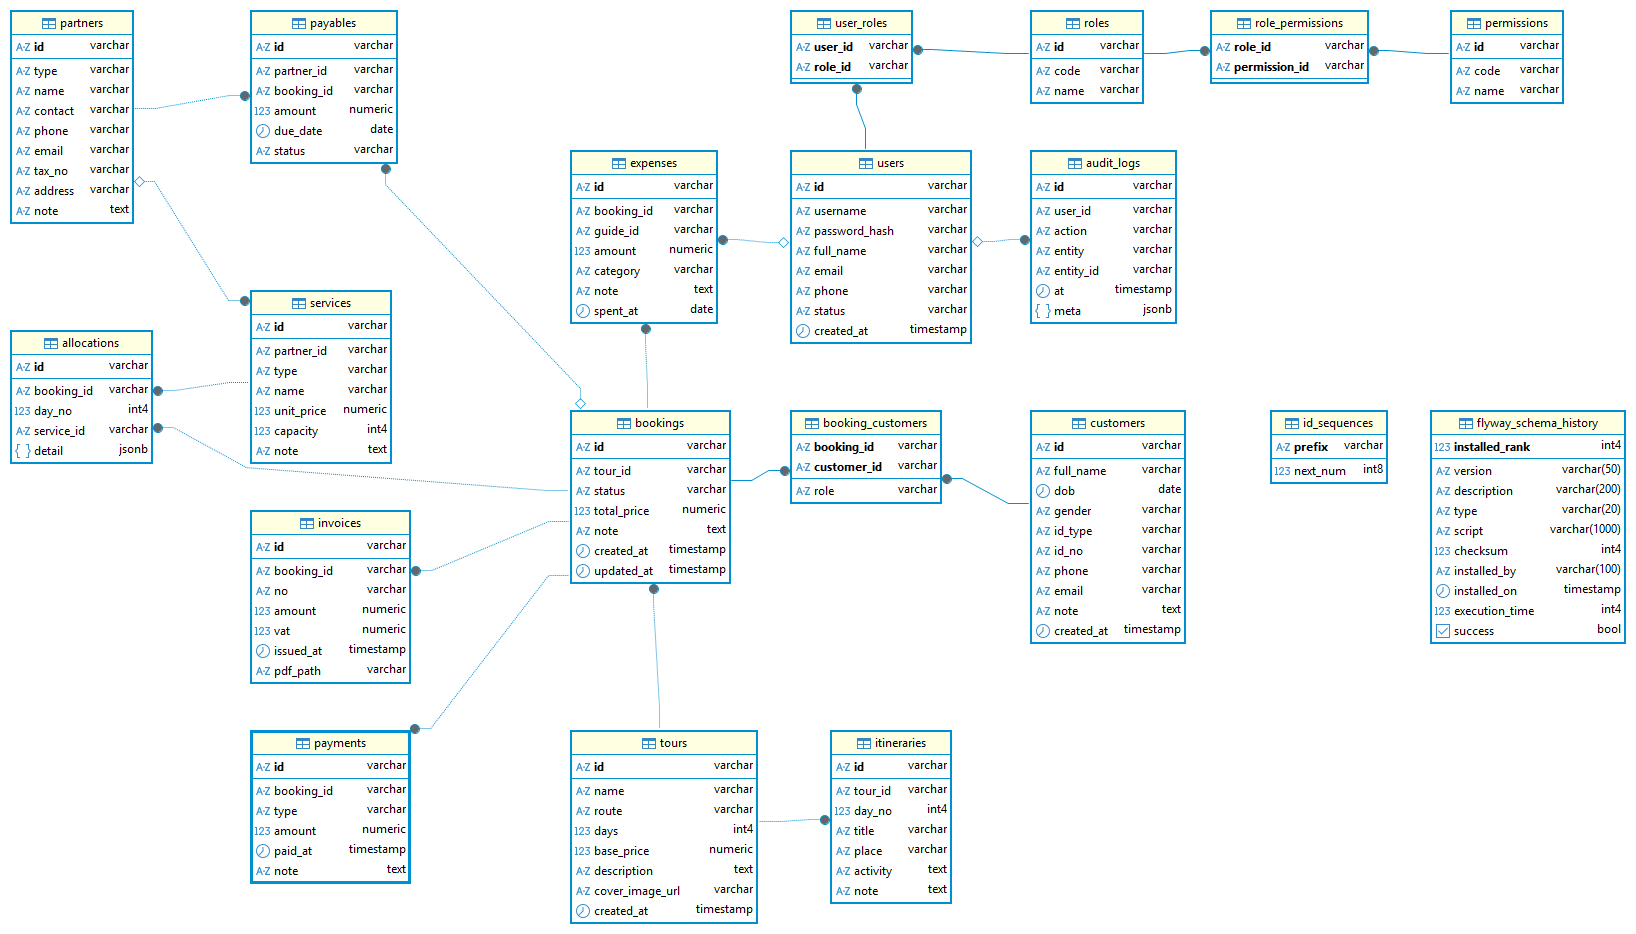 partners
A-Z id varchar
A-Z type varchar
A-Z name varchar
A-Z contact varchar
A-Z phone varchar
A-Z email varchar
A-Z tax_no varchar
A-Z address varchar
A-Z note text
payables
A-Z id varchar
A-Z partner_id varchar
A-Z booking_id varchar
123 amount numeric
due_date date
A-Z status varchar
user_roles
A-Z user_id varchar
A-Z role_id varchar
roles
A-Z id varchar
A-Z code varchar
A-Z name varchar
role_permissions
A-Z role_id varchar
A-Z permission_id varchar
permissions
A-Z id varchar
A-Z code varchar
A-Z name varchar
expenses
A-Z id varchar
A-Z booking_id varchar
A-Z guide_id varchar
123 amount numeric
A-Z category varchar
A-Z note text
spent_at date
users
A-Z id varchar
A-Z username varchar
A-Z password_hash varchar
A-Z full_name varchar
A-Z email varchar
A-Z phone varchar
A-Z status varchar
created_at timestamp
audit_logs
A-Z id varchar
A-Z user_id varchar
A-Z action varchar
A-Z entity varchar
A-Z entity_id varchar
at timestamp
{ } meta jsonb
services
A-Z id varchar
A-Z partner_id varchar
A-Z type varchar
A-Z name varchar
123 unit_price numeric
123 capacity int4
A-Z note text
allocations
A-Z id varchar
A-Z booking_id varchar
123 day_no int4
A-Z service_id varchar
{ } detail jsonb
bookings
A-Z id varchar
A-Z tour_id varchar
A-Z status varchar
123 total_price numeric
A-Z note text
created_at timestamp
updated_at timestamp
booking_customers
A-Z booking_id varchar
A-Z customer_id varchar
A-Z role varchar
customers
A-Z id varchar
A-Z full_name varchar
dob date
A-Z gender varchar
A-Z id_type varchar
A-Z id_no varchar
A-Z phone varchar
A-Z email varchar
A-Z note text
created_at timestamp
id_sequences
A-Z prefix varchar
123 next_num int8
flyway_schema_history
123 installed_rank int4
A-Z version varchar(50)
A-Z description varchar(200)
A-Z type varchar(20)
A-Z script varchar(1000)
123 checksum int4
A-Z installed_by varchar(100)
installed_on timestamp
123 execution_time int4
success bool
invoices
A-Z id varchar
A-Z booking_id varchar
A-Z no varchar
123 amount numeric
123 vat numeric
issued_at timestamp
A-Z pdf_path varchar
payments
A-Z id varchar
A-Z booking_id varchar
A-Z type varchar
123 amount numeric
paid_at timestamp
A-Z note text
tours
A-Z id varchar
A-Z name varchar
A-Z route varchar
123 days int4
123 base_price numeric
A-Z description text
A-Z cover_image_url varchar
created_at timestamp
itineraries
A-Z id varchar
A-Z tour_id varchar
123 day_no int4
A-Z title varchar
A-Z place varchar
A-Z activity text
A-Z note text